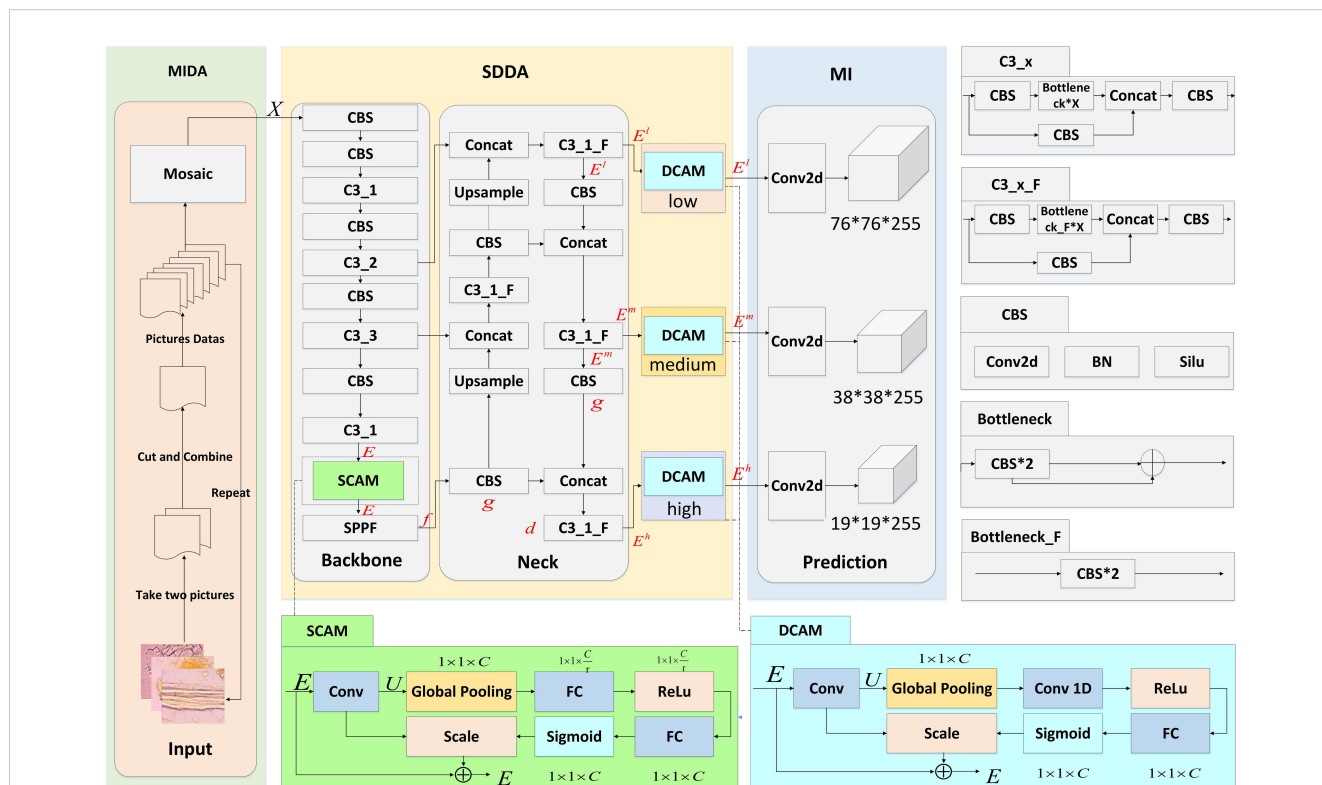 MIDA
X
Mosaic
Pictures Datas
Cut and Combine
Repeat
Take two pictures
Input
SDDA
CBS
CBS
C3_1
CBS
C3_2
CBS
C3_3
CBS
C3_1
E
SCAM
E
SPPF
f
Backbone
Concat
Upsample
CBS
C3_1_F
Concat
Upsample
CBS
g
C3_1_F
E^l
E^l
CBS
Concat
C3_1_F
E^m
E^m
CBS
g
Concat
d
C3_1_F
E^h
Neck
DCAM
low
E^l
DCAM
medium
E^m
DCAM
high
E^h
MI
Conv2d
76*76*255
Conv2d
38*38*255
Conv2d
19*19*255
Prediction
C3_x
CBS
Bottlene
ck*X
Concat
CBS
CBS
C3_x_F
CBS
Bottlene
ck_F*X
Concat
CBS
CBS
CBS
Conv2d
BN
Silu
Bottleneck
CBS*2
Bottleneck_F
CBS*2
SCAM
1×1×C
1×1×C/r
1×1×C/r
E
Conv
U
Global Pooling
FC
ReLu
Scale
Sigmoid
FC
E
1×1×C
1×1×C
DCAM
1×1×C
E
Conv
U
Global Pooling
Conv 1D
ReLu
Scale
Sigmoid
FC
E
1×1×C
1×1×C